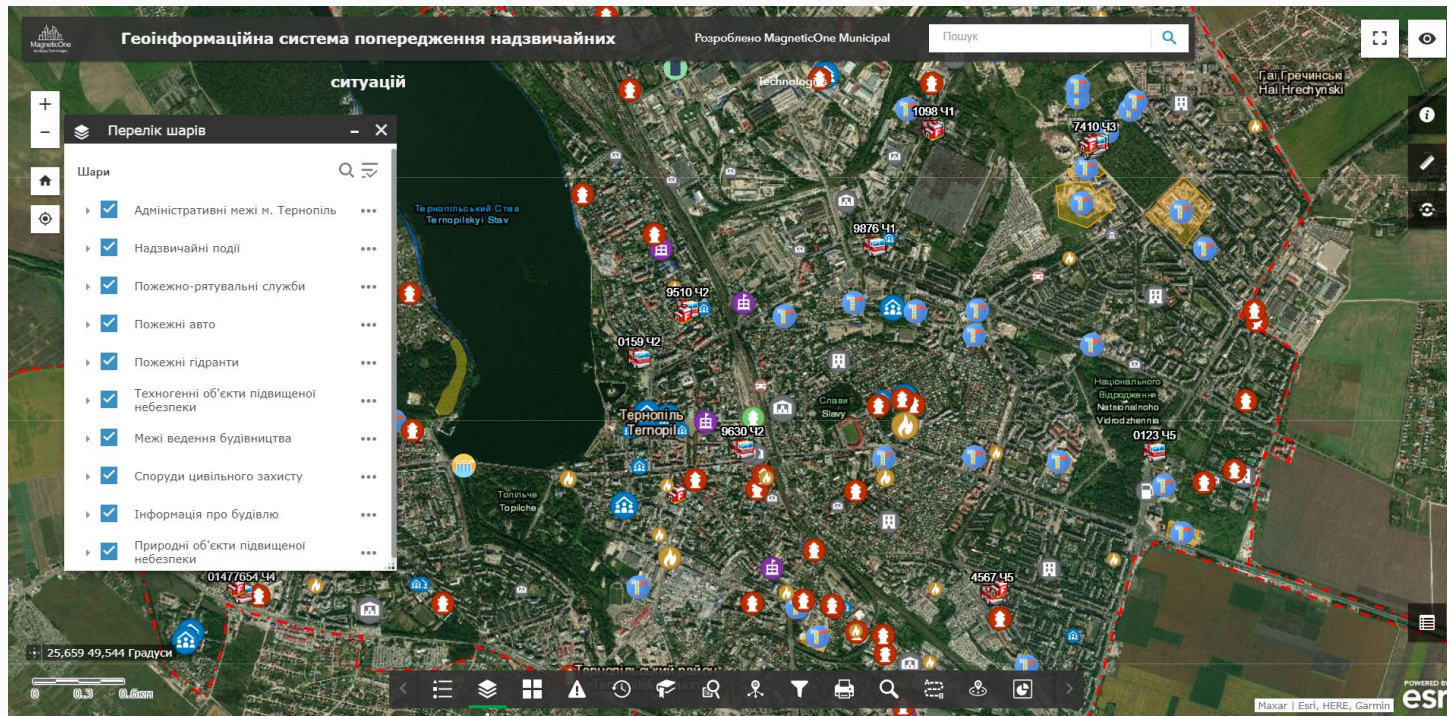 MagneticOne
Геоінформаційна система попередження надзвичайних
ситуацій
Розроблено MagneticOne Municipal
Technologies
Пошук
Гаї Гречинські
Hai Hrechynski
Перелік шарів
Шари
Адміністративні межі м. Тернопіль
Надзвичайні події
Пожежно-рятувальні служби
Пожежні авто
Пожежні гідранти
Техногенні об'єкти підвищеної
небезпеки
Межі ведення будівництва
Споруди цивільного захисту
Інформація про будівлю
Природні об'єкти підвищеної
небезпеки
1098 Ч1
7410 Ч3
Тернопільський Став
Ternopilskyi Stav
9876 Ч1
9510 Ч2
0159 Ч2
Національного
Відродження
Natsionalnoho
Vidrodzhennia
Слави
Slavy
Тернопіль
Ternopil
9630 Ч2
0123 Ч5
Топільче
Topilche
01477654 Ч4
4567 Ч5
25,659 49,544 Градуси
0 0.3 0.6км
Тернопільський район
Maxar | Esri, HERE, Garmin
POWERED BY
esri